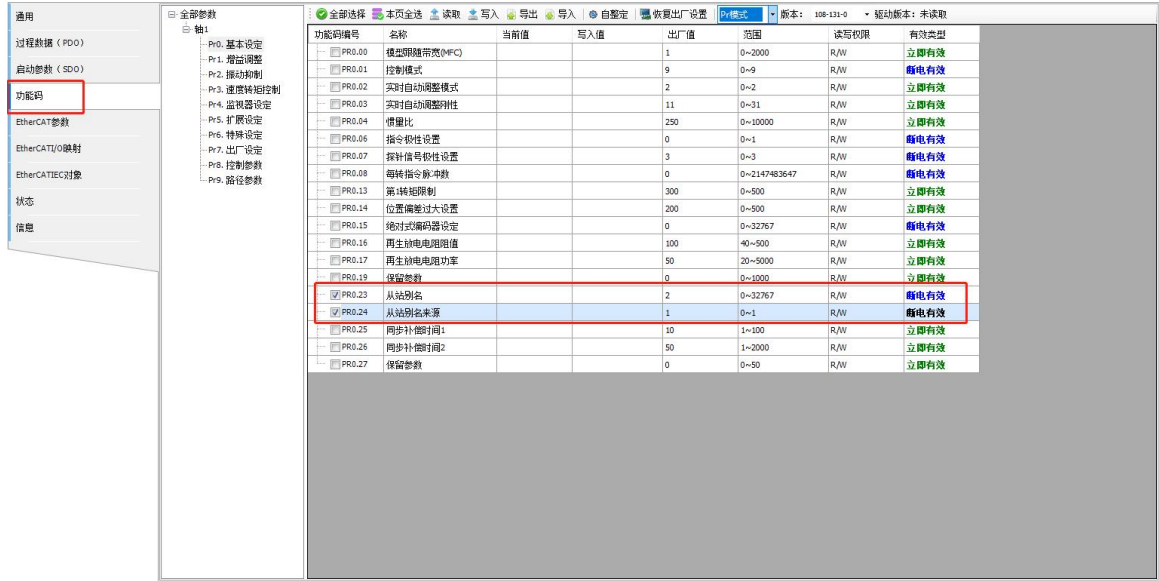 通用
过程数据（PDO）
启动参数（SDO）
功能码
EtherCAT参数
EtherCATI/O映射
EtherCATIEC对象
状态
信息
全部参数
轴1
Pr0. 基本设定
Pr1. 增益调整
Pr2. 振动抑制
Pr3. 速度转矩控制
Pr4. 监视器设定
Pr5. 扩展设定
Pr6. 特殊设定
Pr7. 出厂设定
Pr8. 控制参数
Pr9. 路径参数
全部选择 本页全选 读取 写入 导出 导入 自整定 恢复出厂设置 Pr模式 版本： 108-131-0 驱动版本：未读取
功能码编号 名称 当前值 写入值 出厂值 范围 读写权限 有效类型
PR0.00 模型跟随带宽(MFC) 1 0~2000 R/W 立即有效
PR0.01 控制模式 9 0~9 R/W 断电有效
PR0.02 实时自动调整模式 2 0~2 R/W 立即有效
PR0.03 实时自动调整刚性 11 0~31 R/W 立即有效
PR0.04 惯量比 250 0~10000 R/W 立即有效
PR0.06 指令极性设置 0 0~1 R/W 断电有效
PR0.07 探针信号极性设置 3 0~3 R/W 断电有效
PR0.08 每转指令脉冲数 0 0~2147483647 R/W 断电有效
PR0.13 第1转矩限制 300 0~500 R/W 立即有效
PR0.14 位置偏差过大设置 200 0~500 R/W 立即有效
PR0.15 绝对式编码器设定 0 0~32767 R/W 断电有效
PR0.16 再生放电电阻阻值 100 40~500 R/W 立即有效
PR0.17 再生放电电阻功率 50 20~5000 R/W 立即有效
PR0.19 保留参数 0 0~1000 R/W 立即有效
PR0.23 从站别名 2 0~32767 R/W 断电有效
PR0.24 从站别名来源 1 0~1 R/W 断电有效
PR0.25 同步补偿时间1 10 1~100 R/W 立即有效
PR0.26 同步补偿时间2 50 1~2000 R/W 立即有效
PR0.27 保留参数 0 0~50 R/W 立即有效